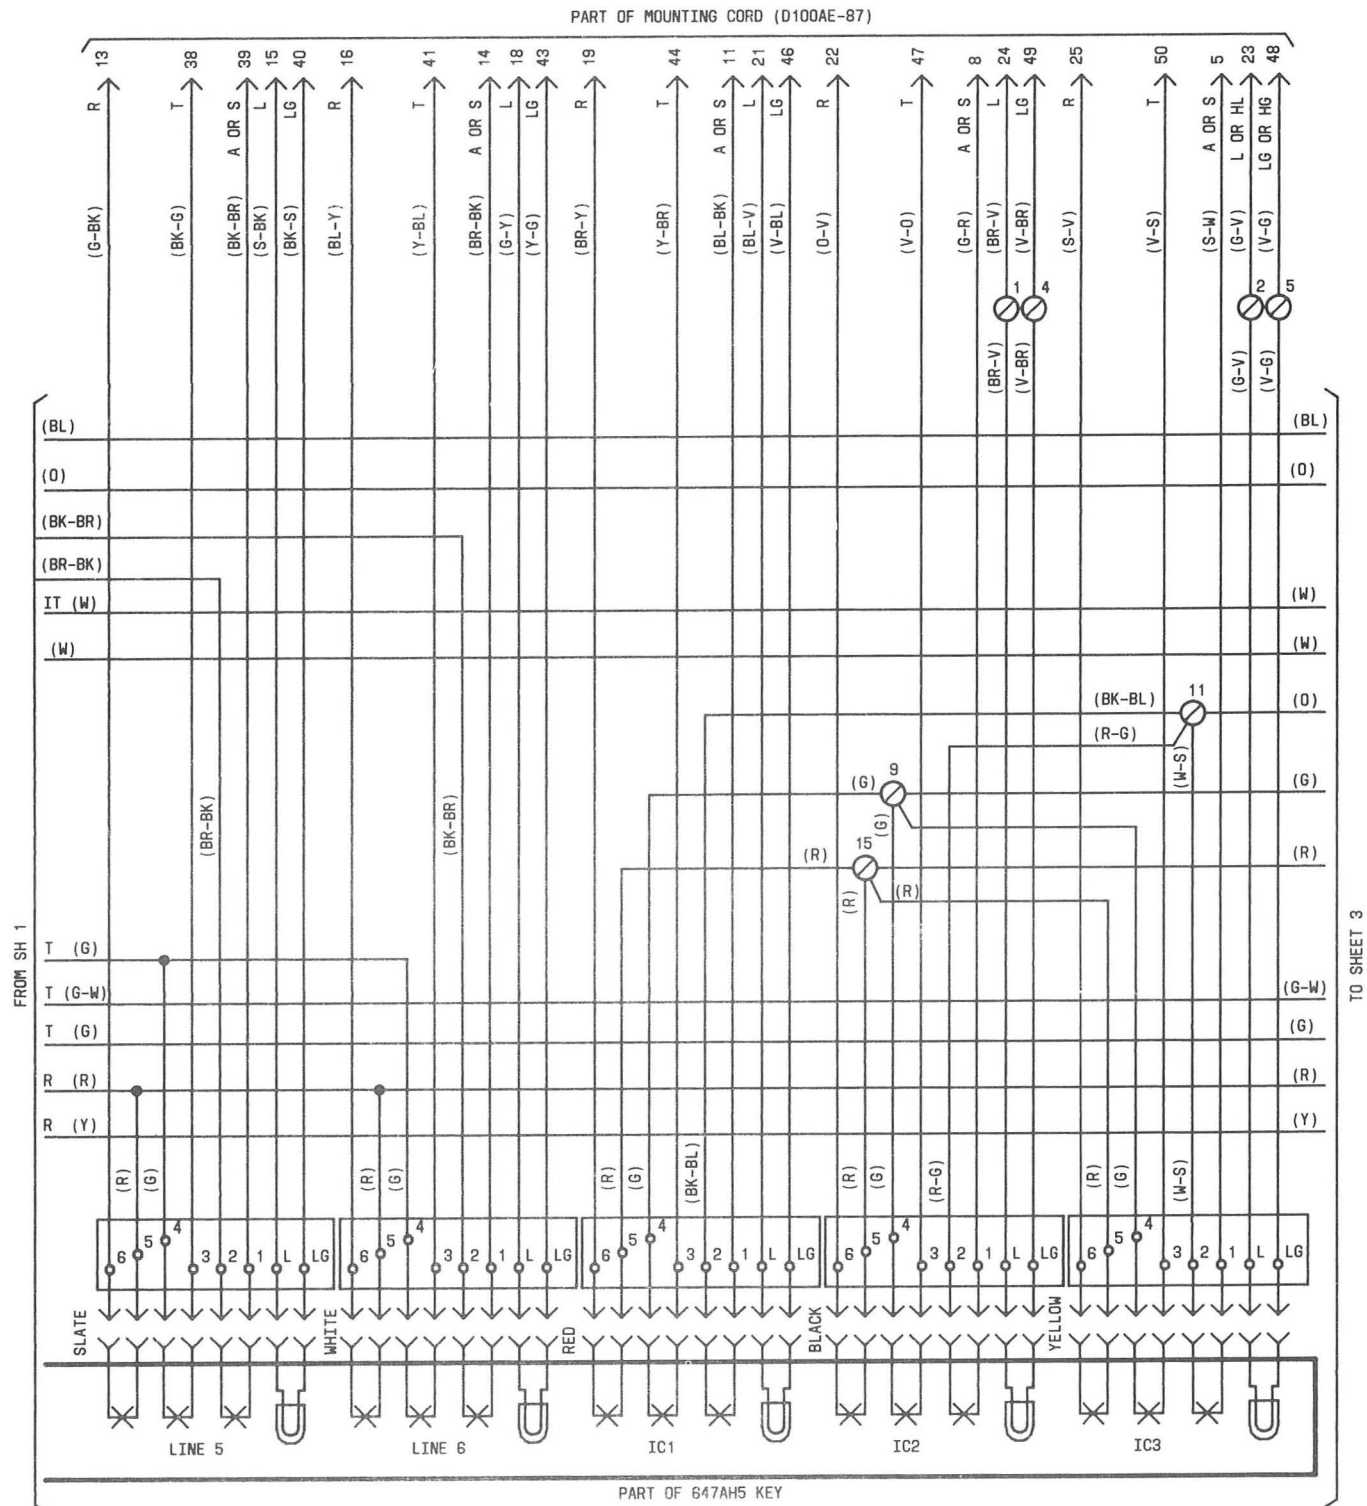 PART OF MOUNTING CORD (D100AE-87)
13 38 39 15 40 16 41 14 18 43 19 44 11 21 46 22 47 8 24 49 25 50 5 23 48
R T A OR S L LG R T A OR S L LG R T A OR S L LG R T A OR S L LG R T A OR S L OR HL LG OR HG
(G-BK) (BK-G) (BK-BR) (S-BK) (BK-S) (BL-Y) (Y-BL) (BR-BK) (G-Y) (Y-G) (BR-Y) (Y-BR) (BL-BK) (BL-V) (V-BL) (O-V) (V-O) (G-R) (BR-V) (V-BR) (S-V) (V-S) (S-W) (G-V) (V-G)
1 4 2 5
(BR-V) (V-BR) (G-V) (V-G)
(BL) (BL)
(O) (O)
(BK-BR)
(BR-BK)
IT (W) (W)
(W) (W)
(BK-BL) 11 (O)
(R-G)
(W-S)
(G) 9 (G)
(G)
(BR-BK) (BK-BR)
(R) 15 (R)
(R) (R)
FROM SH 1
TO SHEET 3
T (G)
T (G-W) (G-W)
T (G) (G)
R (R) (R)
R (Y) (Y)
(R) (G) (R) (G) (R) (G) (BK-BL) (R) (G) (R-G) (R) (G) (W-S)
6 5 4 3 2 1 L LG 6 5 4 3 2 1 L LG 6 5 4 3 2 1 L LG 6 5 4 3 2 1 L LG 6 5 4 3 2 1 L LG
SLATE WHITE RED BLACK YELLOW
LINE 5 LINE 6 IC1 IC2 IC3
PART OF 647AH5 KEY